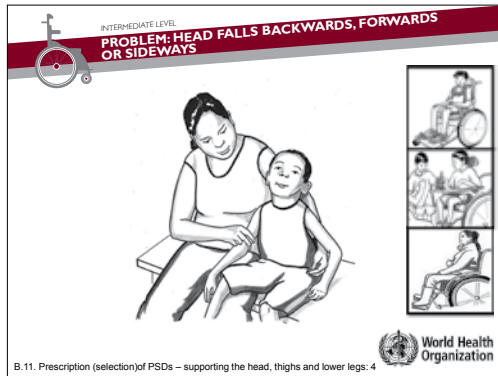 INTERMEDIATE LEVEL
PROBLEM: HEAD FALLS BACKWARDS, FORWARDS
OR SIDEWAYS
World Health
Organization
B.11. Prescription (selection)of PSDs – supporting the head, thighs and lower legs: 4